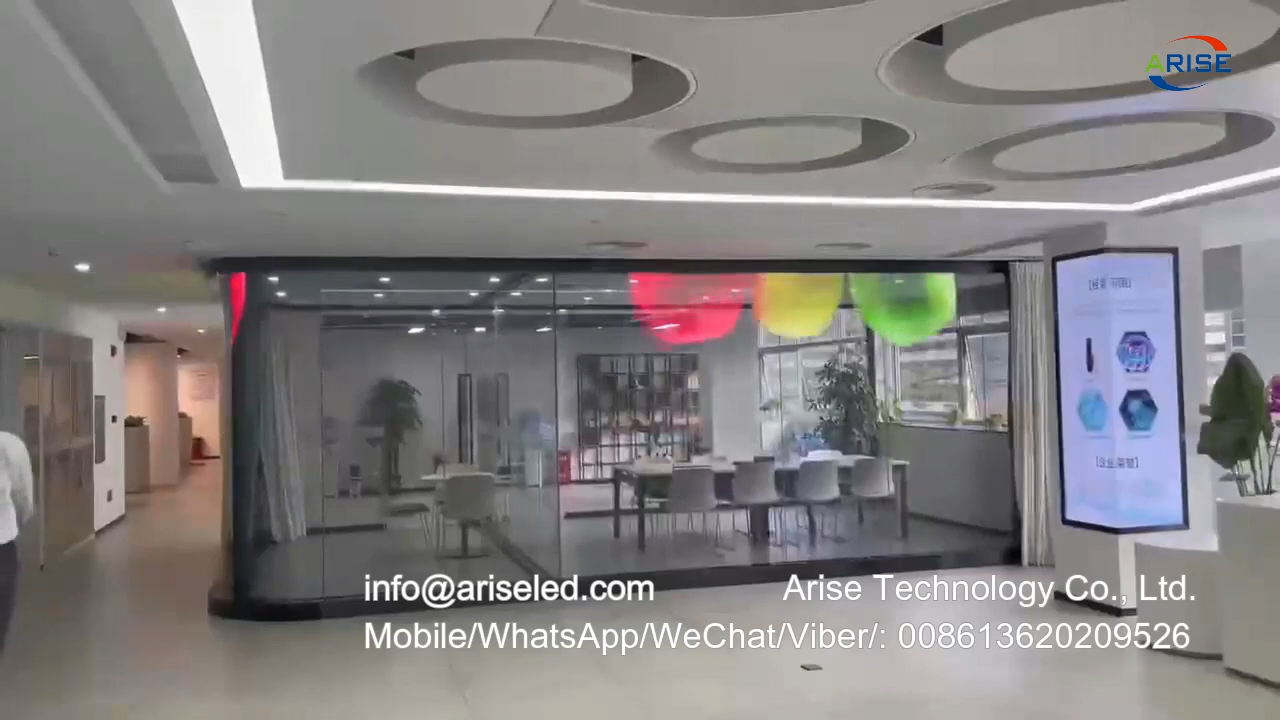 ARISE
info@ariseled.com Arise Technology Co., Ltd.
Mobile/WhatsApp/WeChat/Viber/: 008613620209526